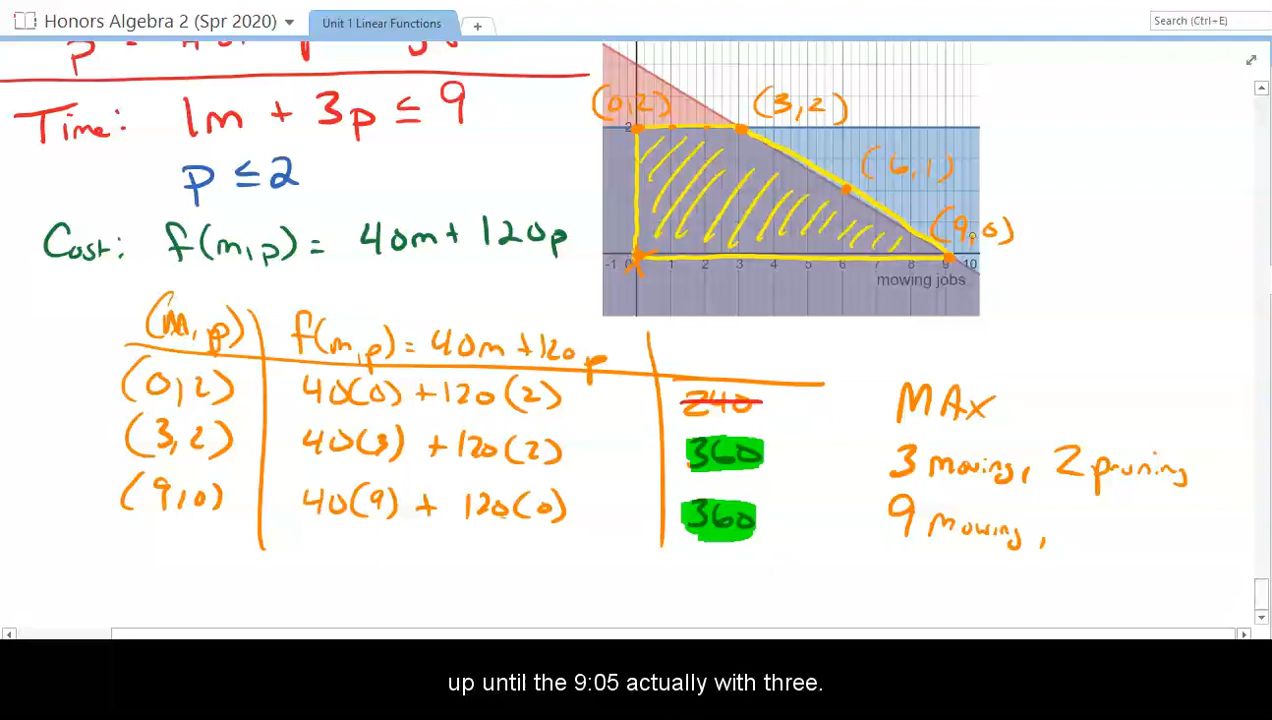 Honors Algebra 2 (Spr 2020)
Unit 1 Linear Functions
Search (Ctrl+E)
Time: 1m + 3p ≤ 9
p ≤ 2
Cost: f(m,p) = 40m + 120p
(0,2)
(3,2)
(6,1)
(9,0)
2
-1 0 2 3 4 6 8 9 10
mowing jobs
(m,p) f(m,p) = 40m + 120p
(0,2) 40(0) + 120(2) 240
(3,2) 40(3) + 120(2) 360
(9,0) 40(9) + 120(0) 360
MAX
3 mowing, 2 pruning
9 mowing,
up until the 9:05 actually with three.